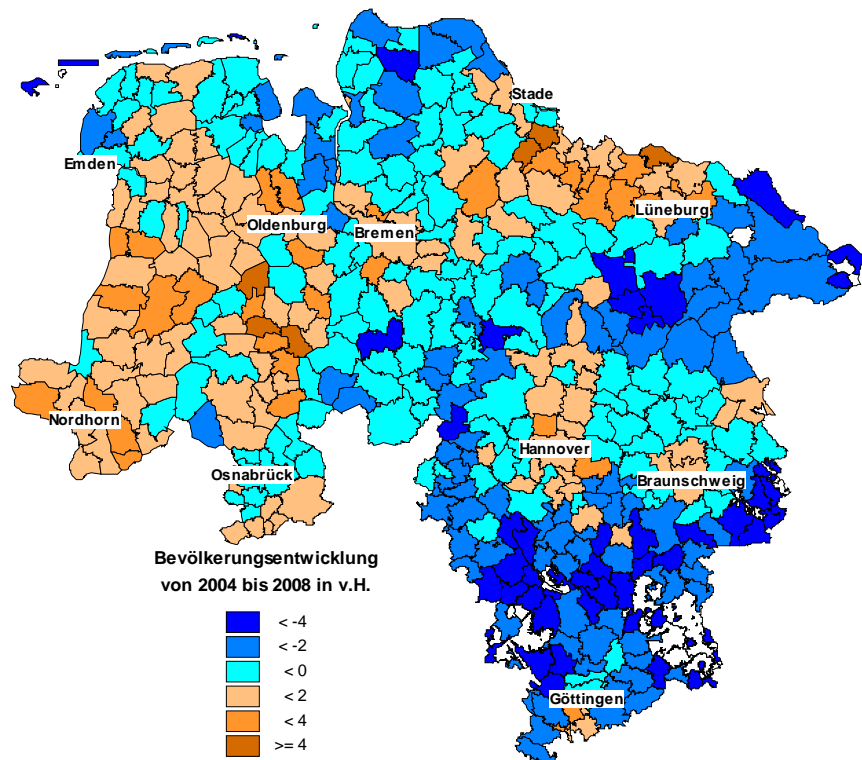 Stade
Emden
Lüneburg
Oldenburg
Bremen
Nordhorn
Hannover
Osnabrück
Braunschweig
Bevölkerungsentwicklung
von 2004 bis 2008 in v.H.
< -4
< -2
< 0
< 2
< 4
>= 4
Göttingen